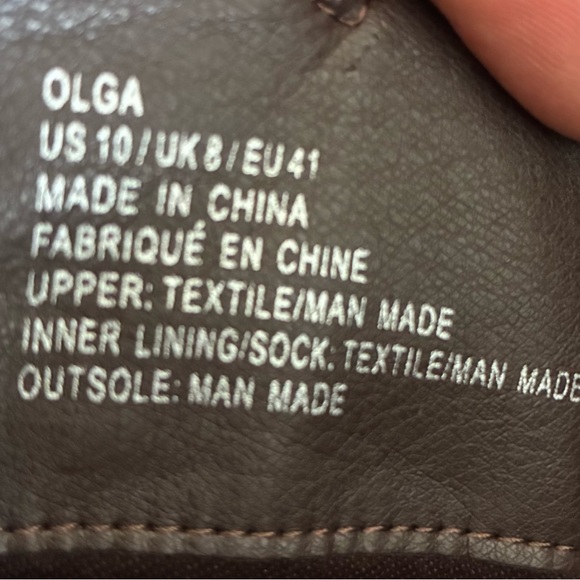 OLGA
US 10 / UK 8 / EU 41
MADE IN CHINA
FABRIQUÉ EN CHINE
UPPER: TEXTILE/MAN MADE
INNER LINING/SOCK: TEXTILE/MAN MADE
OUTSOLE: MAN MADE